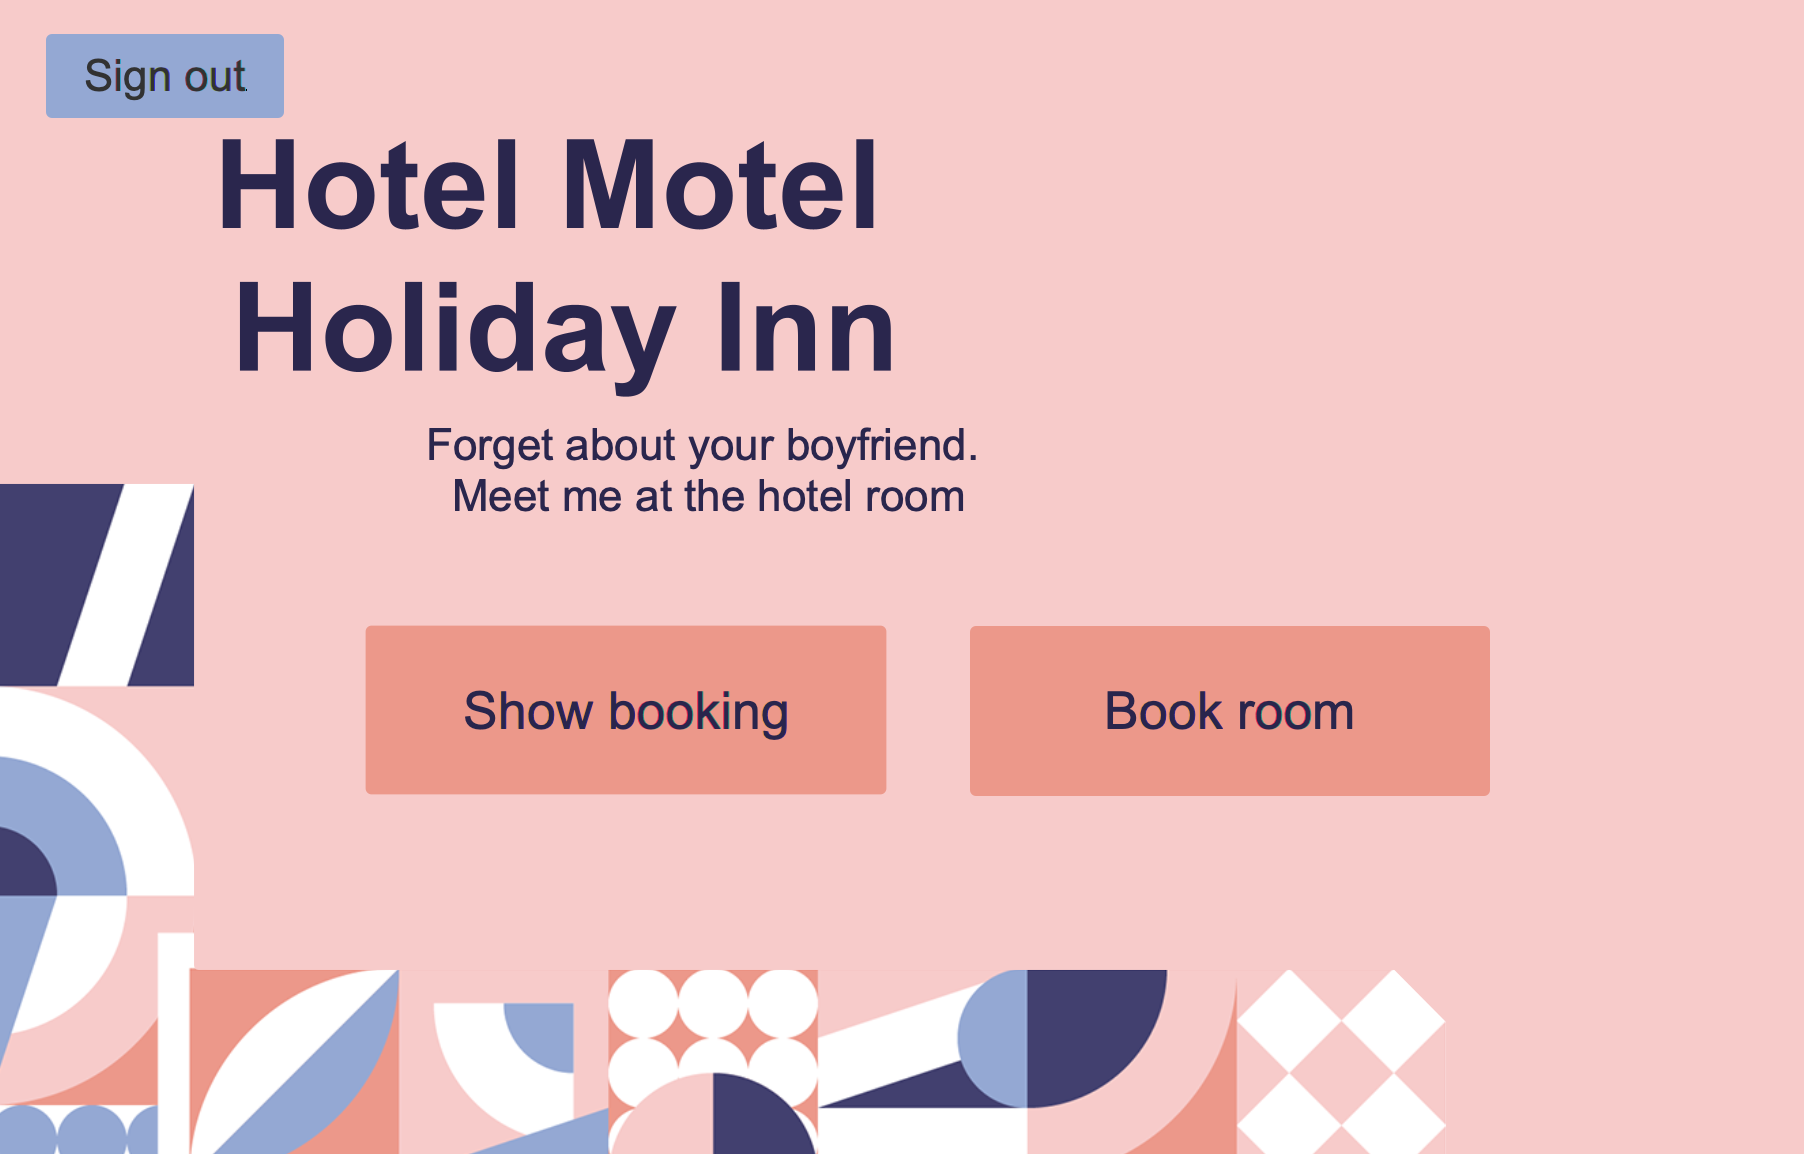 Sign out
Hotel Motel
Holiday Inn
Forget about your boyfriend.
Meet me at the hotel room
Show booking
Book room